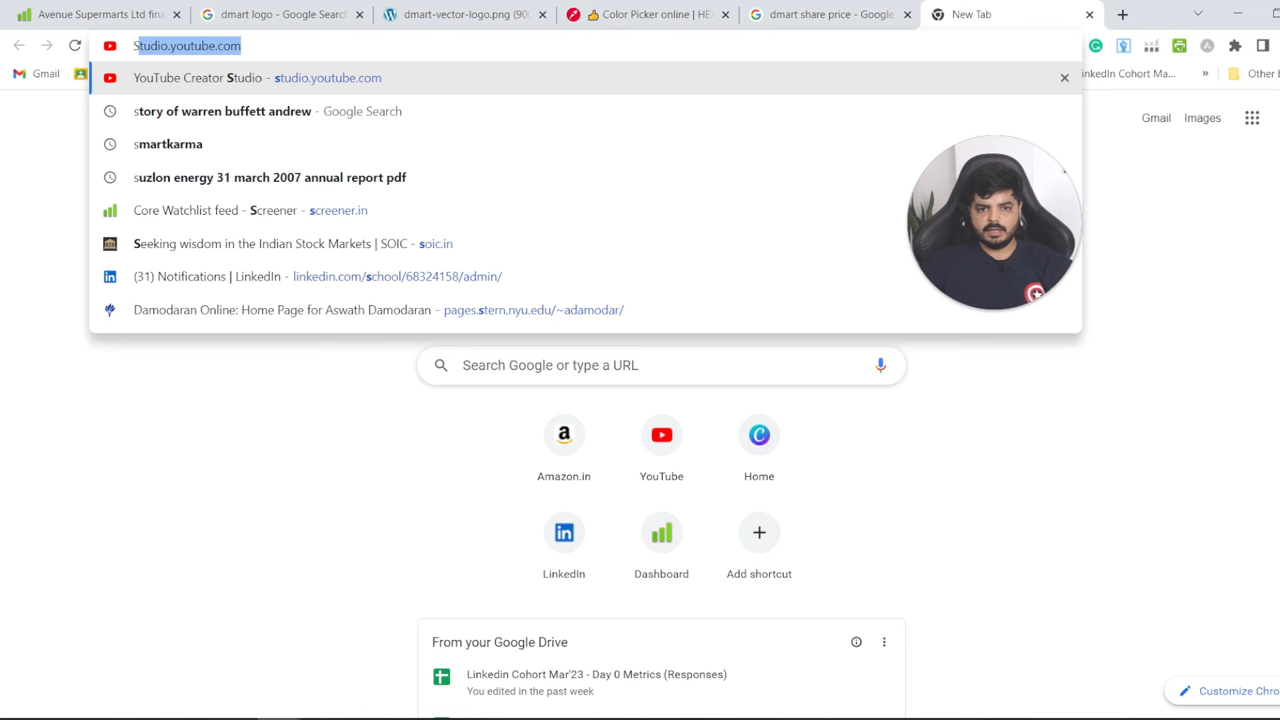 Avenue Supermarts Ltd fina
dmart logo - Google Search
dmart-vector-logo.png (90
👍 Color Picker online | HE
dmart share price - Google
New Tab
Studio.youtube.com
Gmail
YouTube Creator Studio - studio.youtube.com
inkedIn Cohort Ma...
»
Other b
story of warren buffett andrew - Google Search
Gmail
Images
smartkarma
suzlon energy 31 march 2007 annual report pdf
Core Watchlist feed - Screener - screener.in
Seeking wisdom in the Indian Stock Markets | SOIC - soic.in
(31) Notifications | LinkedIn - linkedin.com/school/68324158/admin/
Damodaran Online: Home Page for Aswath Damodaran - pages.stern.nyu.edu/~adamodar/
Search Google or type a URL
Amazon.in
YouTube
Home
LinkedIn
Dashboard
Add shortcut
From your Google Drive
Linkedin Cohort Mar'23 - Day 0 Metrics (Responses)
You edited in the past week
Customize Chro